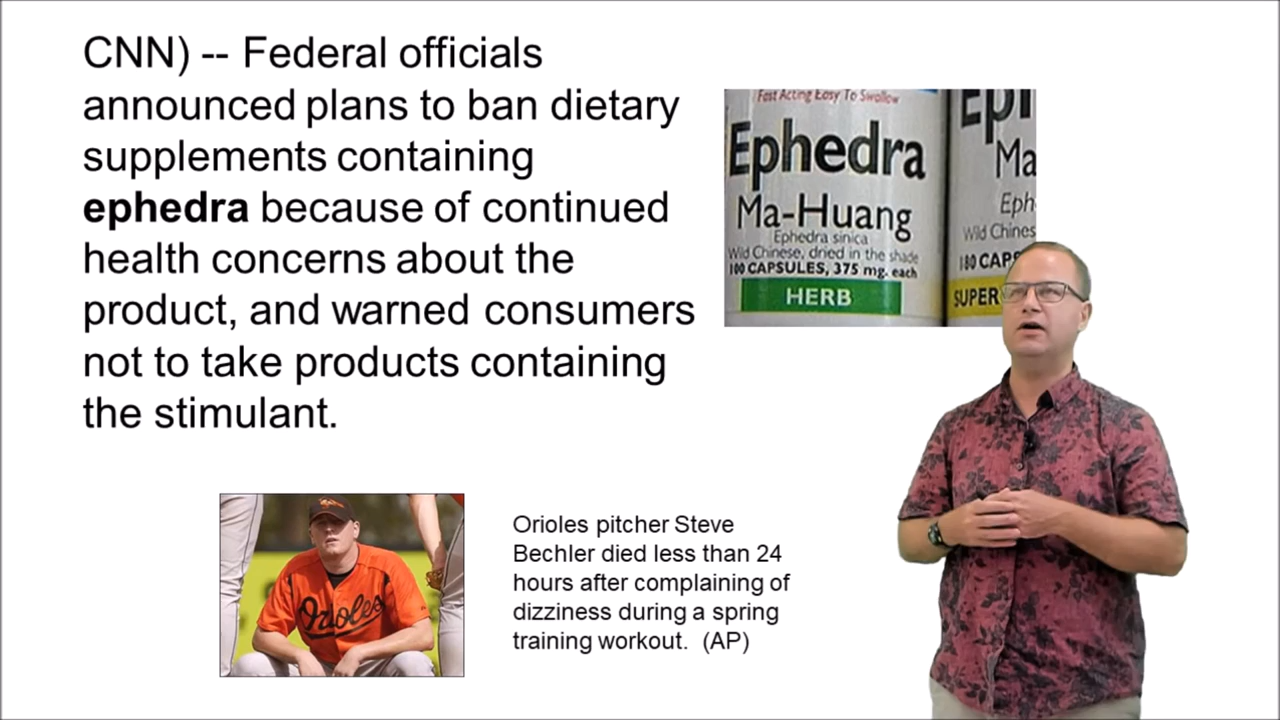 CNN) -- Federal officials
announced plans to ban dietary
supplements containing
ephedra because of continued
health concerns about the
product, and warned consumers
not to take products containing
the stimulant.
Fast Acting Easy To Swallow
Ephedra
Ma-Huang
Ephedra sinica
Wild Chinese, dried in the shade
100 CAPSULES, 375 mg. each
HERB
Epi
Ma
Eph
Wild Chines
180 CAPS
SUPER
Orioles
Orioles pitcher Steve
Bechler died less than 24
hours after complaining of
dizziness during a spring
training workout. (AP)